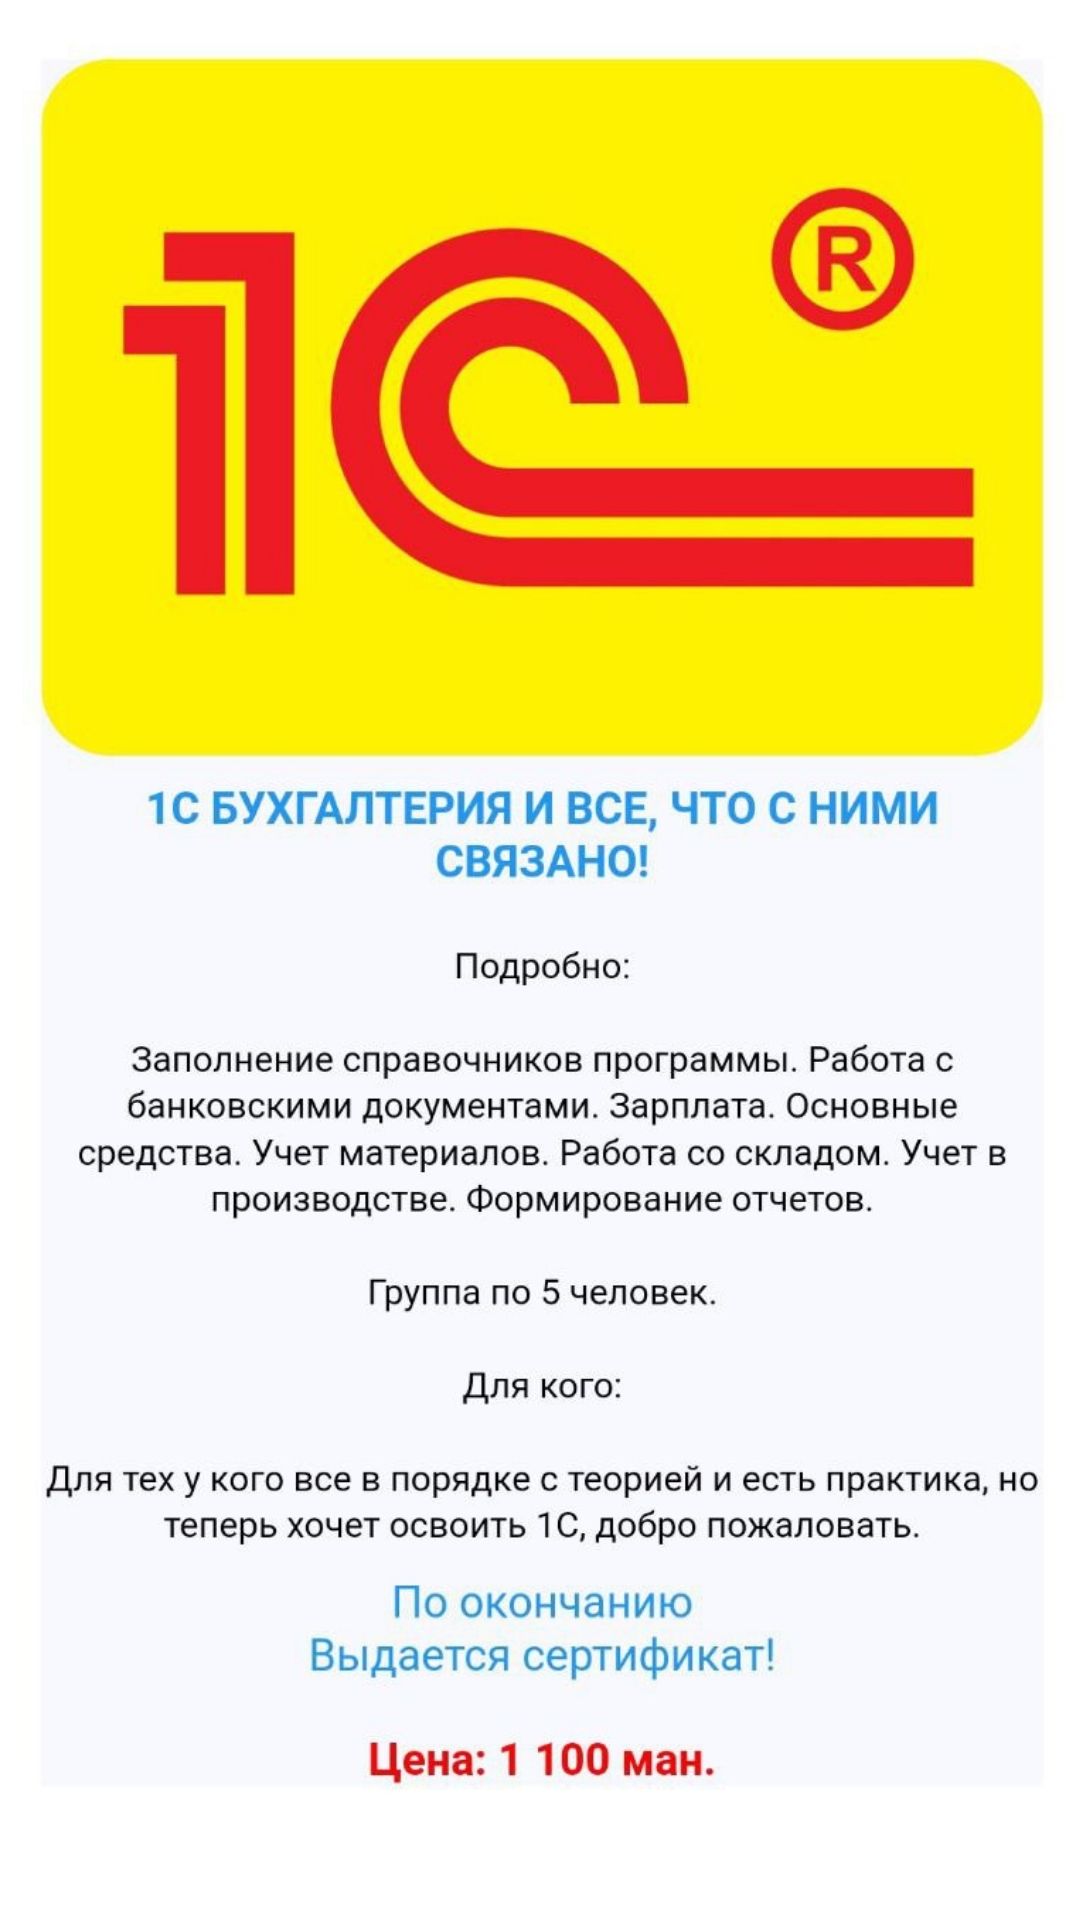 1С ®
1С БУХГАЛТЕРИЯ И ВСЕ, ЧТО С НИМИ
СВЯЗАНО!
Подробно:
Заполнение справочников программы. Работа с
банковскими документами. Зарплата. Основные
средства. Учет материалов. Работа со складом. Учет в
производстве. Формирование отчетов.
Группа по 5 человек.
Для кого:
Для тех у кого все в порядке с теорией и есть практика, но
теперь хочет освоить 1С, добро пожаловать.
По окончанию
Выдается сертификат!
Цена: 1 100 ман.